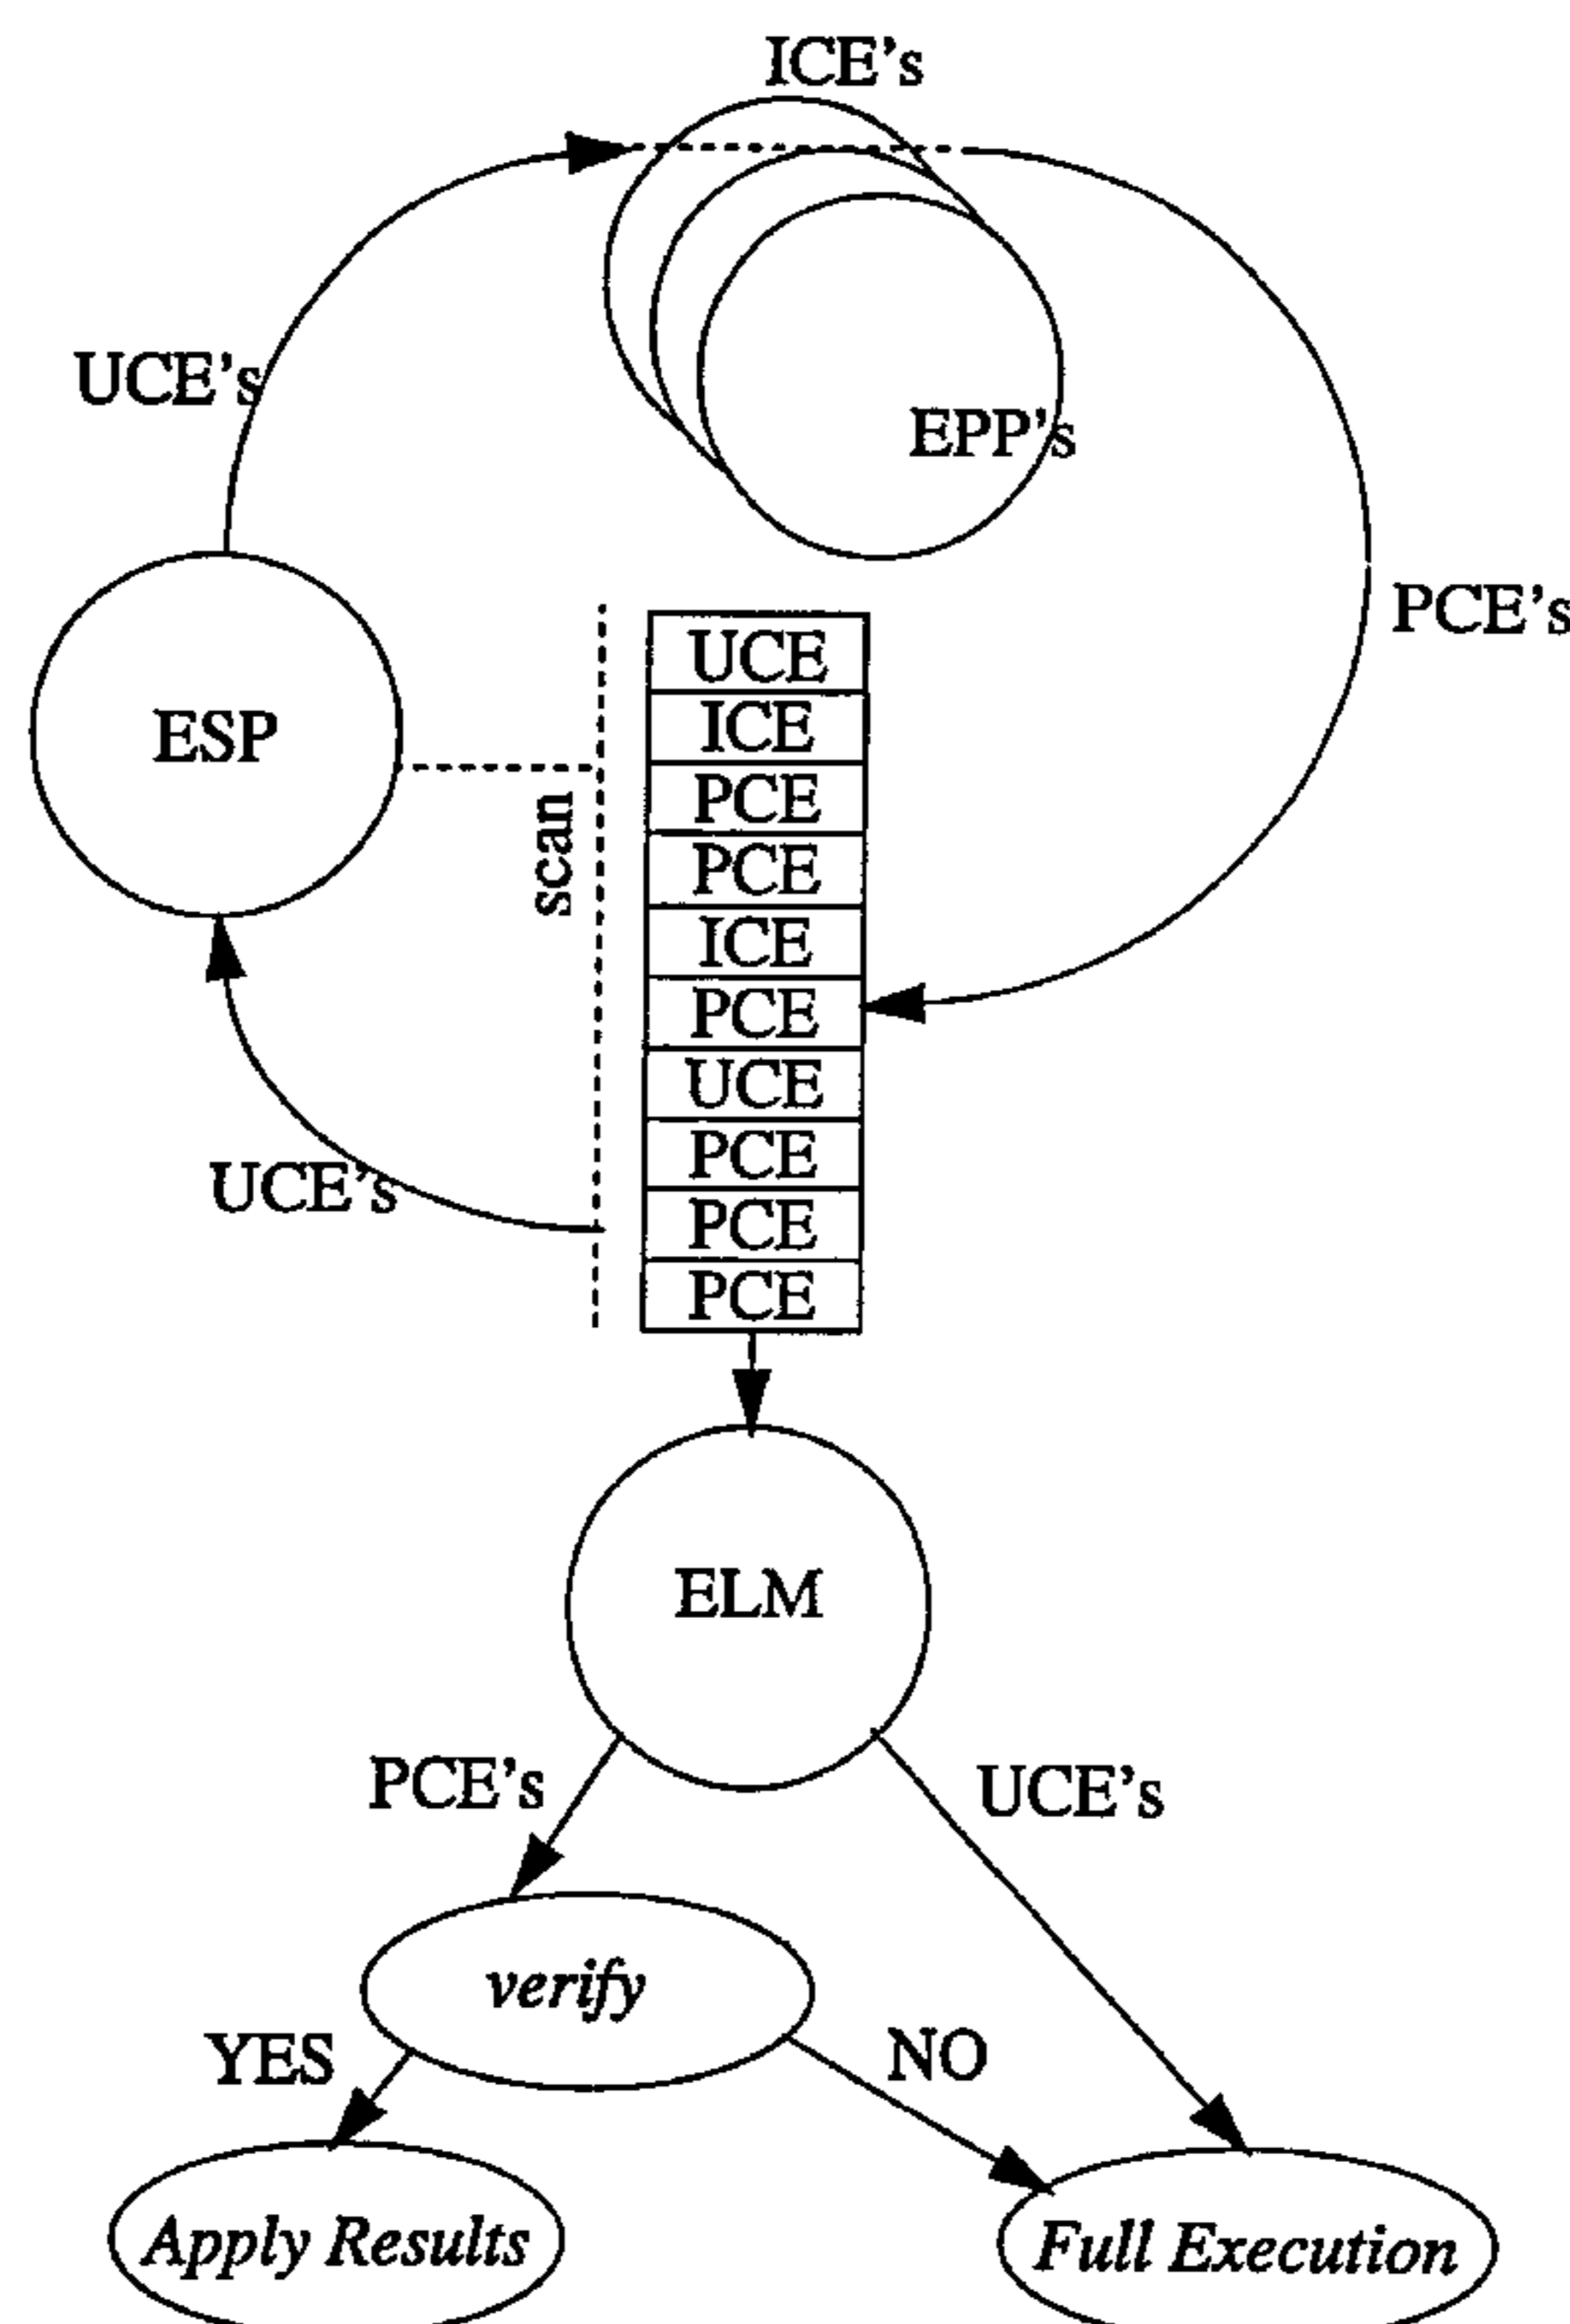 ICE's
UCE's
EPP's
PCE's
UCE
ICE
ESP
PCE
scan
PCE
ICE
PCE
UCE
PCE
UCE's
PCE
PCE
ELM
PCE's
UCE's
verify
YES
NO
Apply Results
Full Execution